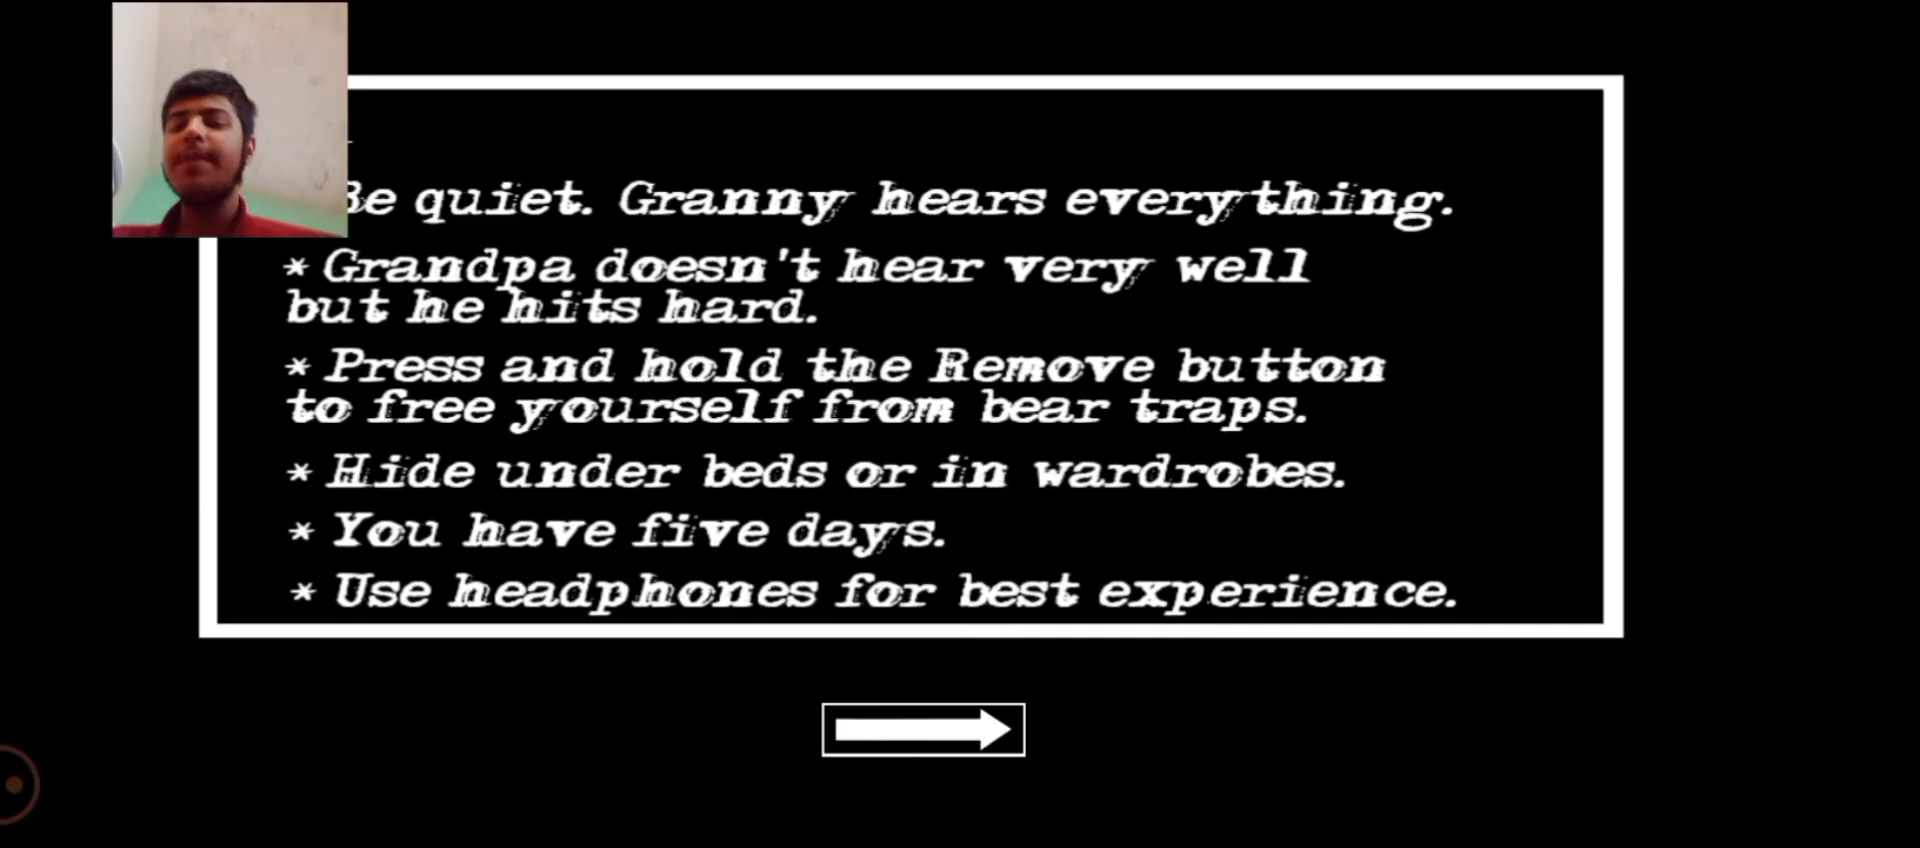 Be quiet. Granny hears everything.
* Grandpa doesn't hear very well
but he hits hard.
* Press and hold the Remove button
to free yourself from bear traps.
* Hide under beds or in wardrobes.
* You have five days.
* Use headphones for best experience.